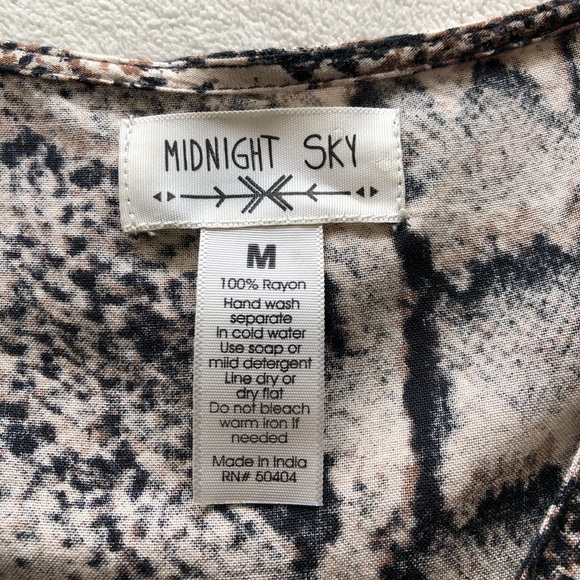 MIDNIGHT SKY
M
100% Rayon
Hand wash
separate
in cold water
Use soap or
mild detergent
Line dry or
dry flat
Do not bleach
warm iron if
needed
Made in India
RN# 50404